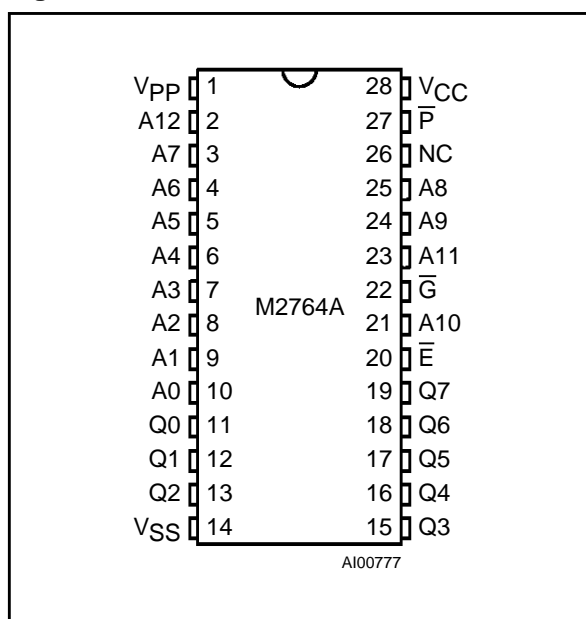 VPP 1 28 VCC
A12 2 27 P̅
A7 3 26 NC
A6 4 25 A8
A5 5 24 A9
A4 6 23 A11
A3 7 22 G̅
M2764A
A2 8 21 A10
A1 9 20 E̅
A0 10 19 Q7
Q0 11 18 Q6
Q1 12 17 Q5
Q2 13 16 Q4
VSS 14 15 Q3
AI00777